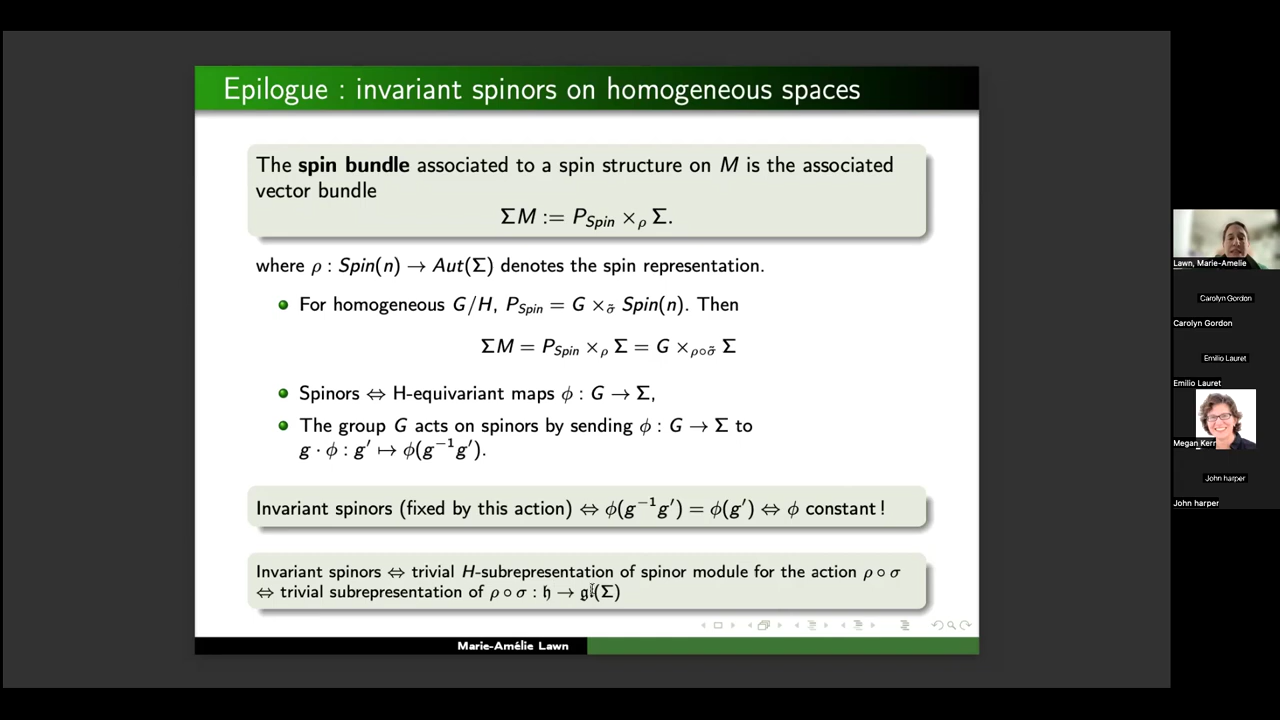 Epilogue : invariant spinors on homogeneous spaces
The spin bundle associated to a spin structure on M is the associated
vector bundle
ΣM := P_Spin ×_ρ Σ.
where ρ : Spin(n) → Aut(Σ) denotes the spin representation.
For homogeneous G/H, P_Spin = G ×_σ̃ Spin(n). Then
ΣM = P_Spin ×_ρ Σ = G ×_ρ∘σ̃ Σ
Spinors ⇔ H-equivariant maps ϕ : G → Σ,
The group G acts on spinors by sending ϕ : G → Σ to
g · ϕ : g′ ↦ ϕ(g⁻¹g′).
Invariant spinors (fixed by this action) ⇔ ϕ(g⁻¹g′) = ϕ(g′) ⇔ ϕ constant !
Invariant spinors ⇔ trivial H-subrepresentation of spinor module for the action ρ ∘ σ
⇔ trivial subrepresentation of ρ ∘ σ : 𝔥 → 𝔤𝔩(Σ)
Marie-Amélie Lawn
Lawn, Marie-Amelie
Carolyn Gordon
Carolyn Gordon
Emilio Lauret
Emilio Lauret
Megan Kerr
John harper
John harper